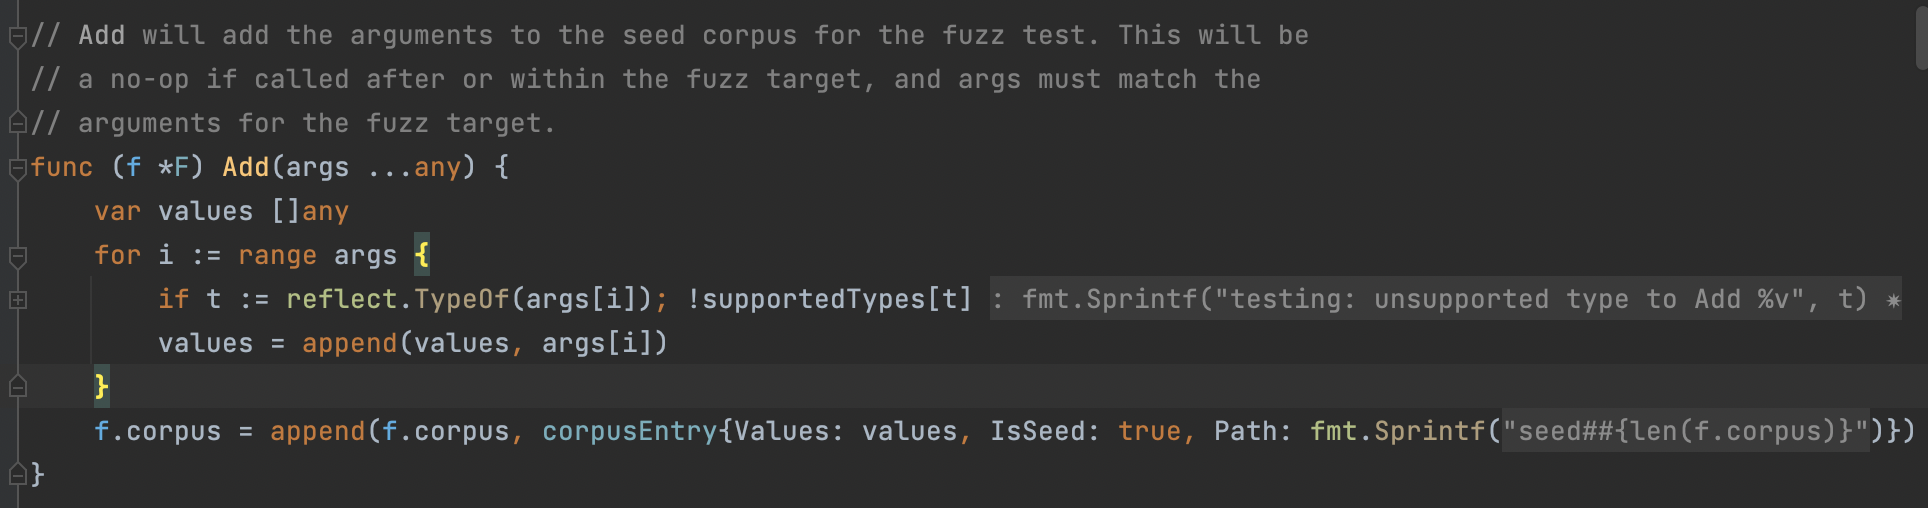 // Add will add the arguments to the seed corpus for the fuzz test. This will be
// a no-op if called after or within the fuzz target, and args must match the
// arguments for the fuzz target.
func (f *F) Add(args ...any) {
    var values []any
    for i := range args {
        if t := reflect.TypeOf(args[i]); !supportedTypes[t] : fmt.Sprintf("testing: unsupported type to Add %v", t) ✷
        values = append(values, args[i])
    }
    f.corpus = append(f.corpus, corpusEntry{Values: values, IsSeed: true, Path: fmt.Sprintf("seed##{len(f.corpus)}")})
}